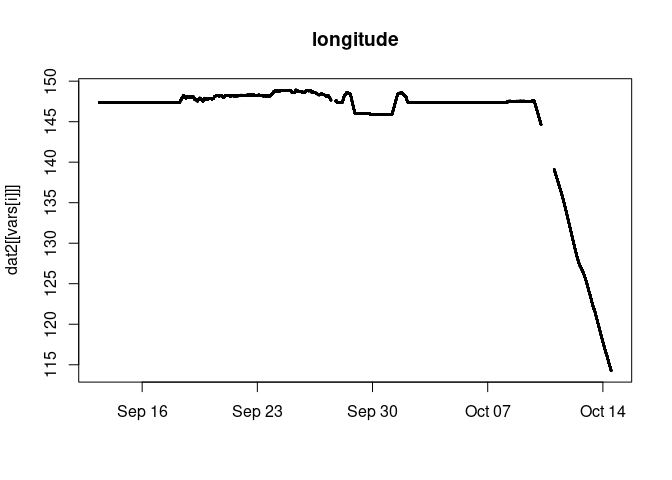 longitude
dat2[[vars[i]]]
150
145
140
135
130
125
120
115
Sep 16
Sep 23
Sep 30
Oct 07
Oct 14